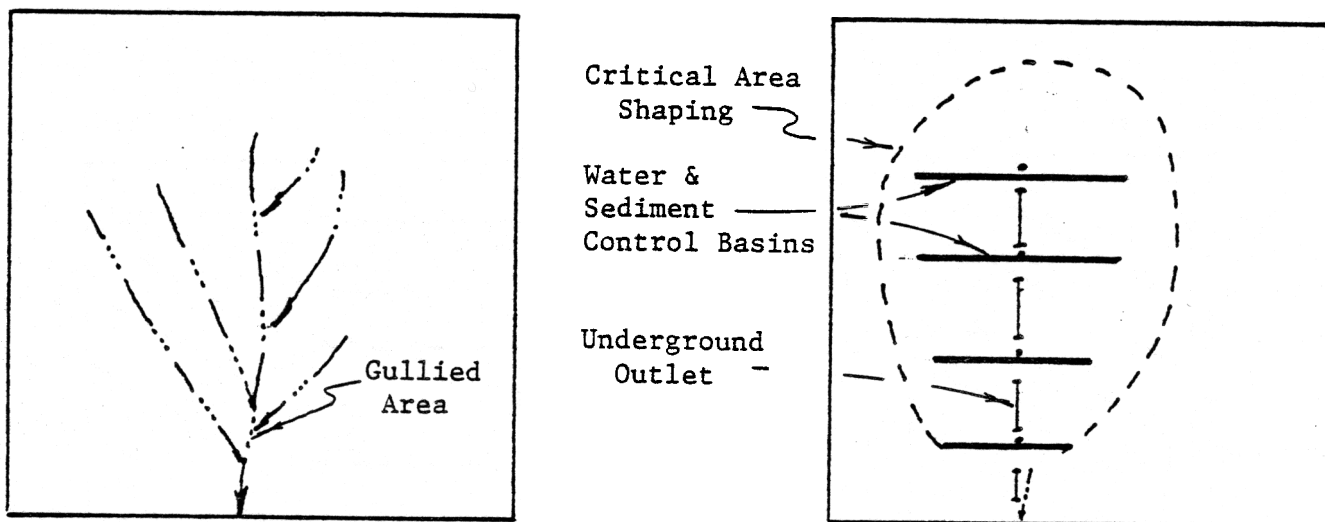 Gullied
Area
Critical Area
Shaping
Water &
Sediment
Control Basins
Underground
Outlet